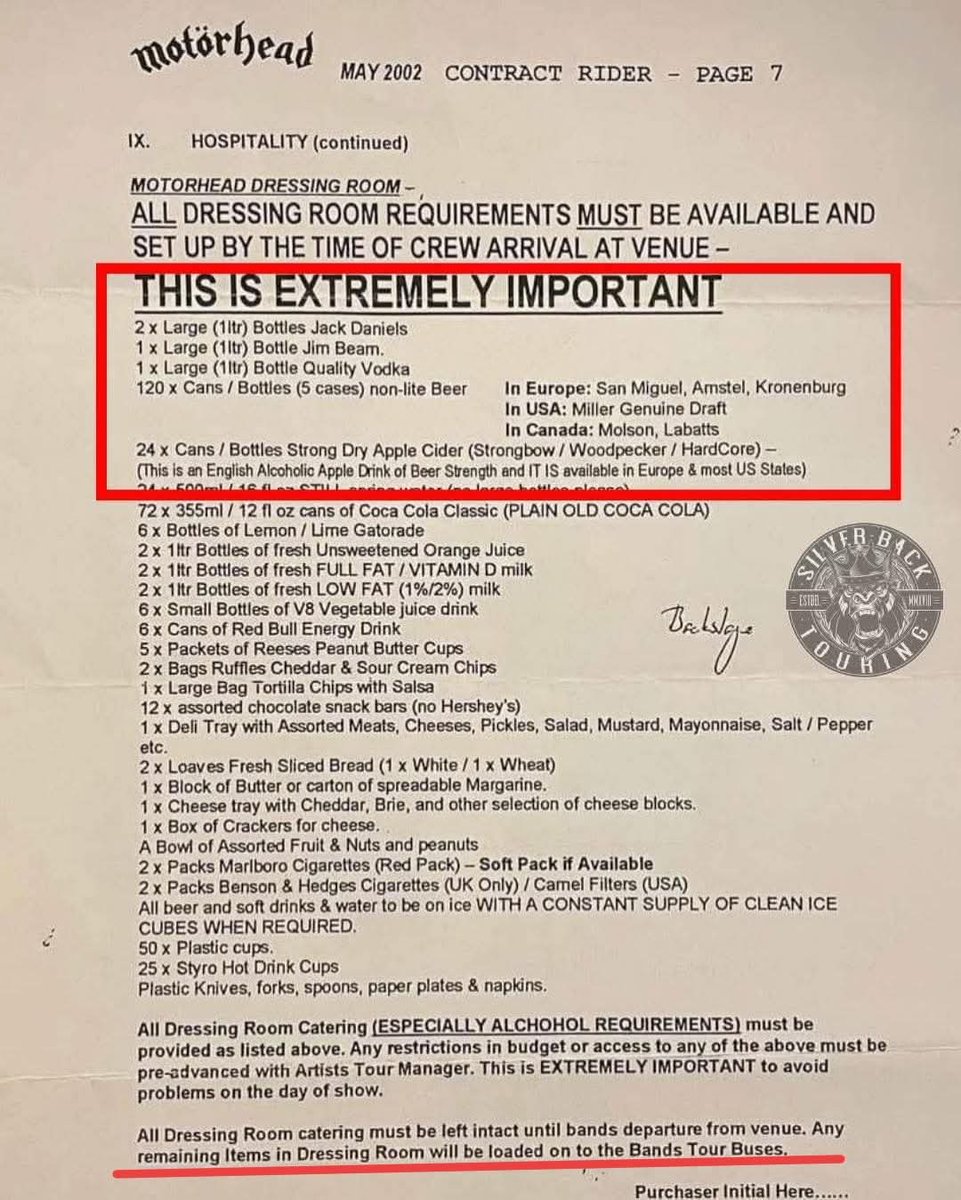 motörhead MAY 2002 CONTRACT RIDER - PAGE 7
IX. HOSPITALITY (continued)
MOTORHEAD DRESSING ROOM –
ALL DRESSING ROOM REQUIREMENTS MUST BE AVAILABLE AND
SET UP BY THE TIME OF CREW ARRIVAL AT VENUE –
THIS IS EXTREMELY IMPORTANT
2 x Large (1ltr) Bottles Jack Daniels
1 x Large (1ltr) Bottle Jim Beam.
1 x Large (1ltr) Bottle Quality Vodka
120 x Cans / Bottles (5 cases) non-lite Beer In Europe: San Miguel, Amstel, Kronenburg
In USA: Miller Genuine Draft
In Canada: Molson, Labatts
24 x Cans / Bottles Strong Dry Apple Cider (Strongbow / Woodpecker / HardCore) –
(This is an English Alcoholic Apple Drink of Beer Strength and IT IS available in Europe & most US States)
24 x 500ml / 16 fl oz STILL spring water (no large bottles please)
72 x 355ml / 12 fl oz cans of Coca Cola Classic (PLAIN OLD COCA COLA)
6 x Bottles of Lemon / Lime Gatorade
2 x 1ltr Bottles of fresh Unsweetened Orange Juice
2 x 1ltr Bottles of fresh FULL FAT / VITAMIN D milk
2 x 1ltr Bottles of fresh LOW FAT (1%/2%) milk
6 x Small Bottles of V8 Vegetable juice drink
6 x Cans of Red Bull Energy Drink
5 x Packets of Reeses Peanut Butter Cups
2 x Bags Ruffles Cheddar & Sour Cream Chips
1 x Large Bag Tortilla Chips with Salsa
12 x assorted chocolate snack bars (no Hershey's)
1 x Deli Tray with Assorted Meats, Cheeses, Pickles, Salad, Mustard, Mayonnaise, Salt / Pepper
etc.
2 x Loaves Fresh Sliced Bread (1 x White / 1 x Wheat)
1 x Block of Butter or carton of spreadable Margarine.
1 x Cheese tray with Cheddar, Brie, and other selection of cheese blocks.
1 x Box of Crackers for cheese.
A Bowl of Assorted Fruit & Nuts and peanuts
2 x Packs Marlboro Cigarettes (Red Pack) – Soft Pack if Available
2 x Packs Benson & Hedges Cigarettes (UK Only) / Camel Filters (USA)
All beer and soft drinks & water to be on ice WITH A CONSTANT SUPPLY OF CLEAN ICE
CUBES WHEN REQUIRED.
50 x Plastic cups.
25 x Styro Hot Drink Cups
Plastic Knives, forks, spoons, paper plates & napkins.
All Dressing Room Catering (ESPECIALLY ALCHOHOL REQUIREMENTS) must be
provided as listed above. Any restrictions in budget or access to any of the above must be
pre-advanced with Artists Tour Manager. This is EXTREMELY IMPORTANT to avoid
problems on the day of show.
All Dressing Room catering must be left intact until bands departure from venue. Any
remaining Items in Dressing Room will be loaded on to the Bands Tour Buses.
Purchaser Initial Here......
Backstage
SILVER BACK
ESTBD. MMXVIII
TOURING